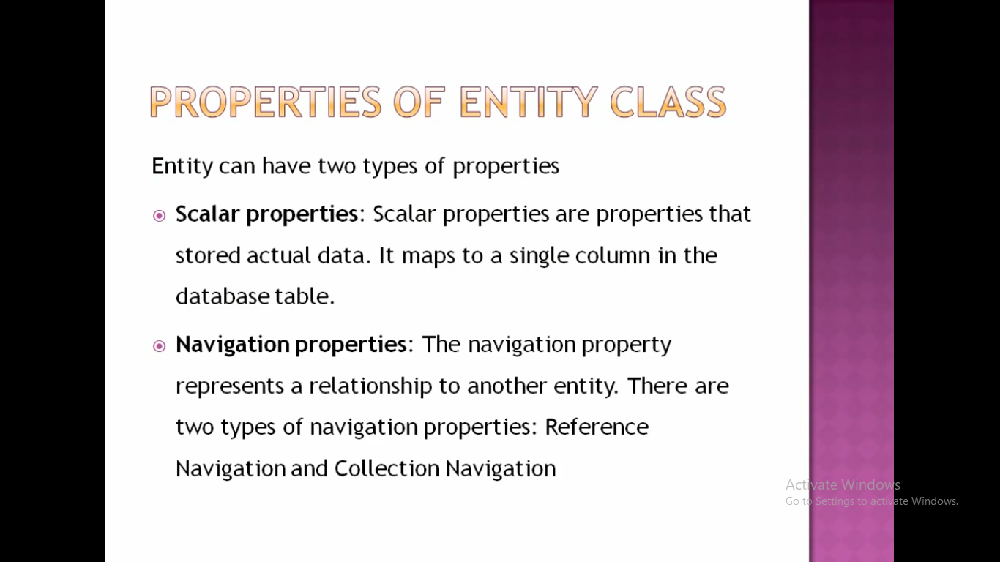 PROPERTIES OF ENTITY CLASS
Entity can have two types of properties
Scalar properties: Scalar properties are properties that
stored actual data. It maps to a single column in the
database table.
Navigation properties: The navigation property
represents a relationship to another entity. There are
two types of navigation properties: Reference
Navigation and Collection Navigation
Activate Windows
Go to Settings to activate Windows.